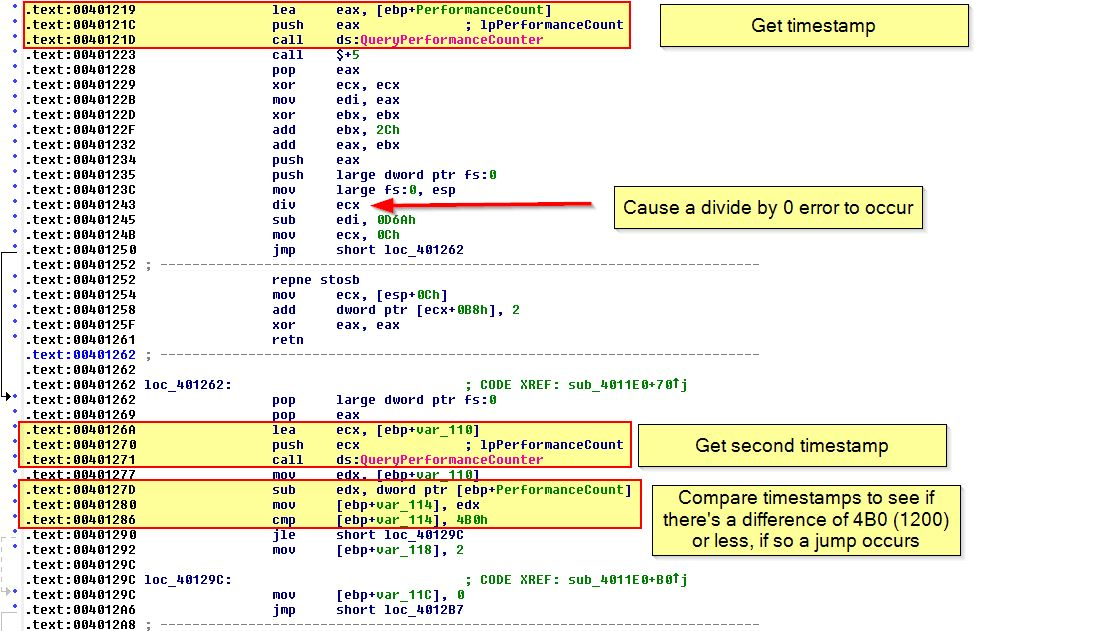 .text:00401219 lea eax, [ebp+PerformanceCount]
.text:0040121C push eax ; lpPerformanceCount
.text:0040121D call ds:QueryPerformanceCounter
Get timestamp
.text:00401223 call $+5
.text:00401228 pop eax
.text:00401229 xor ecx, ecx
.text:0040122B mov edi, eax
.text:0040122D xor ebx, ebx
.text:0040122F add ebx, 2Ch
.text:00401232 add eax, ebx
.text:00401234 push eax
.text:00401235 push large dword ptr fs:0
.text:0040123C mov large fs:0, esp
.text:00401243 div ecx
Cause a divide by 0 error to occur
.text:00401245 sub edi, 0D6Ah
.text:0040124B mov ecx, 0Ch
.text:00401250 jmp short loc_401262
.text:00401252 ; ---------------------------------------------------------------------------
.text:00401252 repne stosb
.text:00401254 mov ecx, [esp+0Ch]
.text:00401258 add dword ptr [ecx+0B8h], 2
.text:0040125F xor eax, eax
.text:00401261 retn
.text:00401262 ; ---------------------------------------------------------------------------
.text:00401262
.text:00401262 loc_401262: ; CODE XREF: sub_4011E0+70↑j
.text:00401262 pop large dword ptr fs:0
.text:00401269 pop eax
.text:0040126A lea ecx, [ebp+var_110]
.text:00401270 push ecx ; lpPerformanceCount
.text:00401271 call ds:QueryPerformanceCounter
Get second timestamp
.text:00401277 mov edx, [ebp+var_110]
.text:0040127D sub edx, dword ptr [ebp+PerformanceCount]
.text:00401280 mov [ebp+var_114], edx
.text:00401286 cmp [ebp+var_114], 4B0h
Compare timestamps to see if
there's a difference of 4B0 (1200)
or less, if so a jump occurs
.text:00401290 jle short loc_40129C
.text:00401292 mov [ebp+var_118], 2
.text:0040129C
.text:0040129C loc_40129C: ; CODE XREF: sub_4011E0+B0↑j
.text:0040129C mov [ebp+var_11C], 0
.text:004012A6 jmp short loc_4012B7
.text:004012A8 ; ---------------------------------------------------------------------------